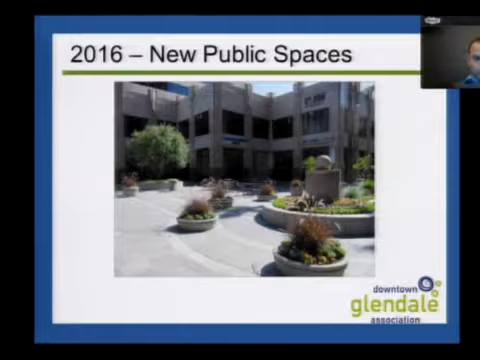 2016 – New Public Spaces
downtown
glendale
association